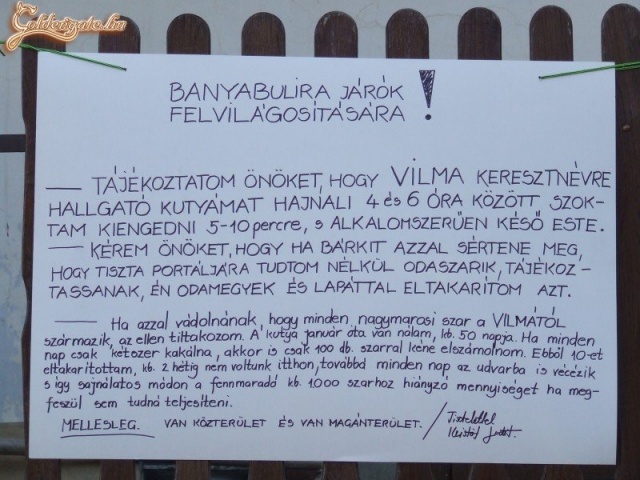 Goldengate.hu
BANYABULIRA JÁRÓK
FELVILÁGOSÍTÁSÁRA !
— TÁJÉKOZTATOM ÖNÖKET, HOGY VILMA KERESZTNÉVRE
HALLGATÓ KUTYÁMAT HAJNALI 4 és 6 ÓRA KÖZÖTT SZOK-
TAM KIENGEDNI 5-10 percre, s ALKALOMSZERŰEN KÉSŐ ESTE.
— KÉREM ÖNÖKET, HOGY HA BÁRKIT AZZAL SÉRTENE MEG,
HOGY TISZTA PORTÁLJÁRA TUDTOM NÉLKÜL ODASZARIK, TÁJÉKOZ-
TASSANAK, ÉN ODAMEGYEK ÉS LAPÁTTAL ELTAKARÍTOM AZT.
— Ha azzal vádolnának, hogy minden nagymarosi szar a VILMÁTÓL
származik, az ellen tiltakozom. A kutya január óta van nálam, kb. 50 napja. Ha minden
nap csak kétszer kakálna, akkor is csak 100 db. szarral kéne elszámolnom. Ebből 10-et
eltakarítottam, kb. 2 hétig nem voltunk itthon, továbbá minden nap az udvarba is vécézik
s így sajnálatos módon a fennmaradó kb. 1000 szarhoz hiányzó mennyiséget ha meg-
feszül sem tudná teljesíteni.
MELLESLEG. VAN KÖZTERÜLET ÉS VAN MAGÁNTERÜLET. / Tisztelettel